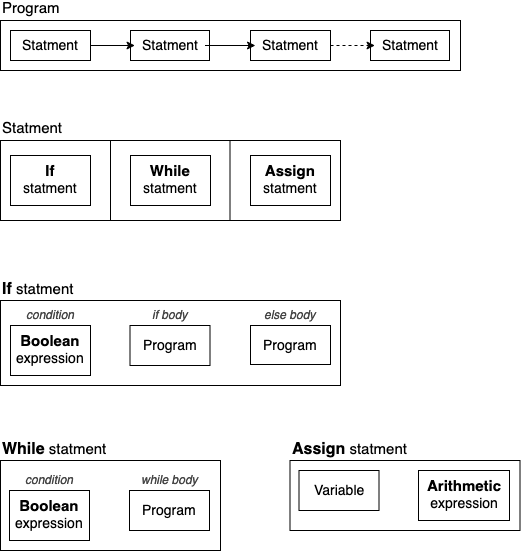 Program
Statment Statment Statment Statment
Statment
If While Assign
statment statment statment
If statment
condition if body else body
Boolean
expression Program Program
While statment Assign statment
condition while body
Boolean
expression Program Variable Arithmetic
expression